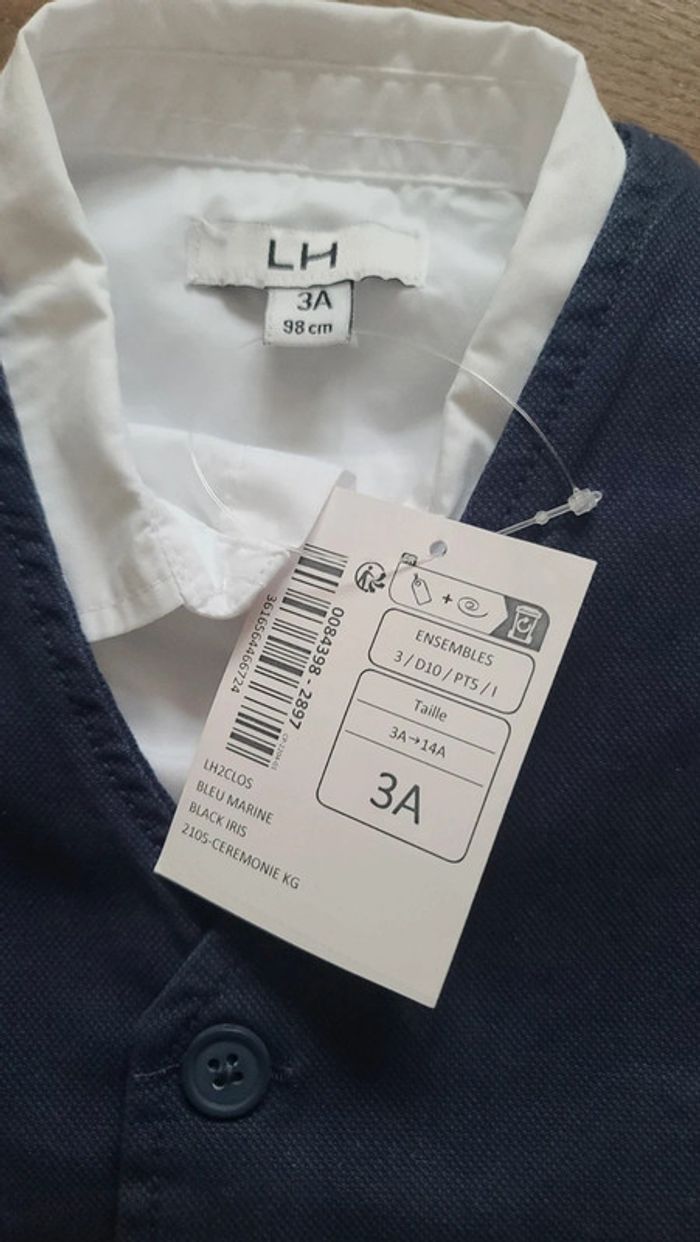 LH
3A
98 cm
ENSEMBLES
3 / D10 / PT5 / I
Taille
3A→14A
3A
0084398 - 2897
3616564466724
LH2CLOS
BLEU MARINE
BLACK IRIS
2105-CEREMONIE KG